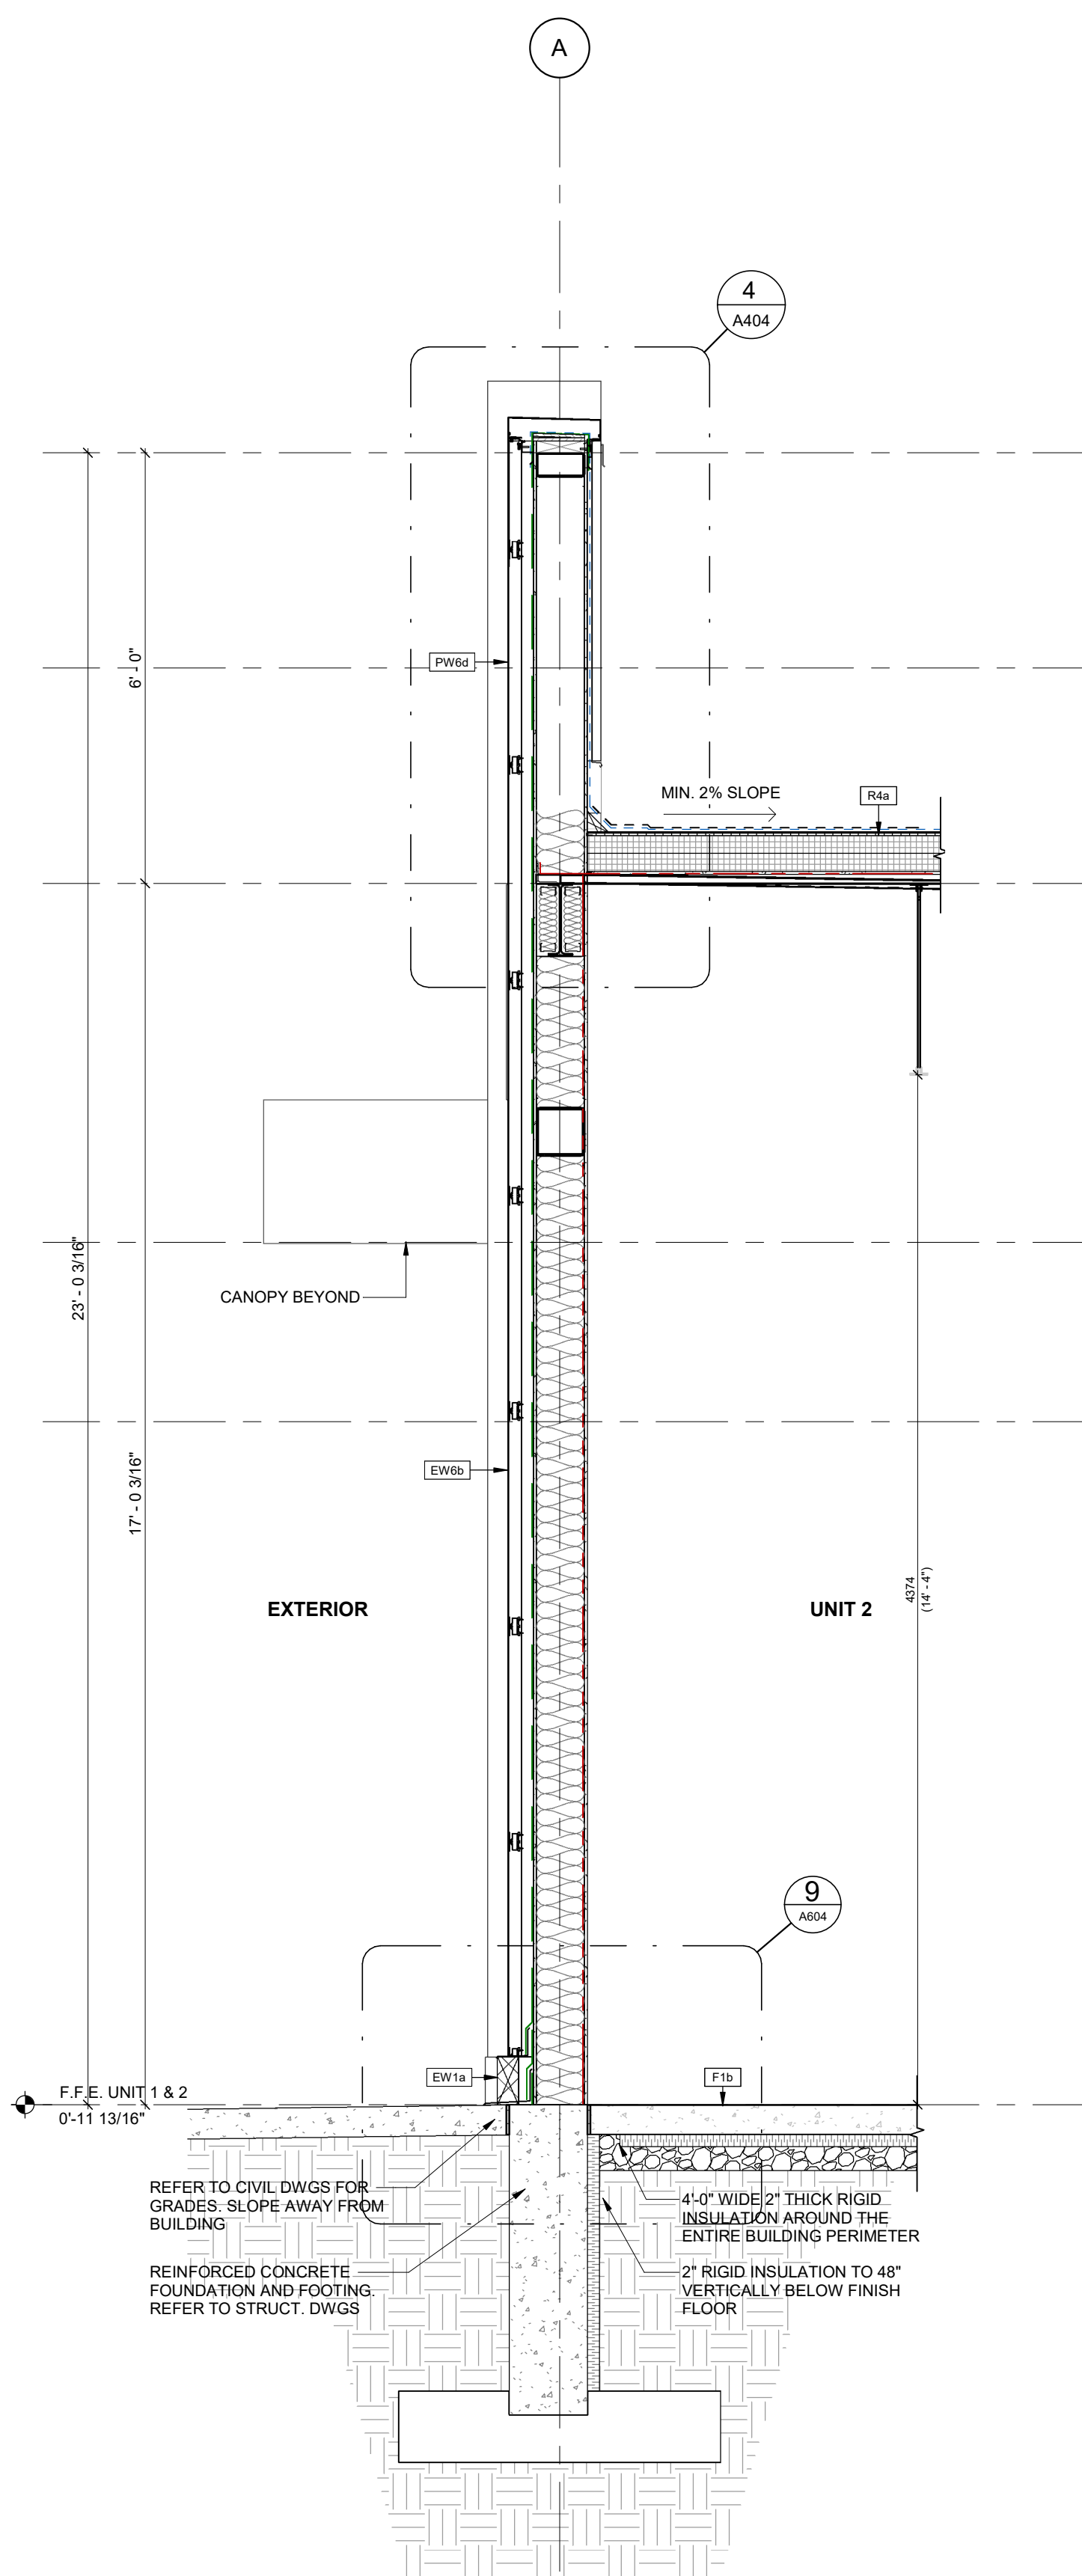 A
4
A404
6' - 0"
PW6d
MIN. 2% SLOPE
R4a
23' - 0 3/16"
CANOPY BEYOND
17' - 0 3/16"
EW6b
EXTERIOR
UNIT 2
4374
(14' - 4")
9
A604
EW1a
F1b
F.F.E. UNIT 1 & 2
0'-11 13/16"
REFER TO CIVIL DWGS FOR
GRADES. SLOPE AWAY FROM
BUILDING
4'-0" WIDE 2" THICK RIGID
INSULATION AROUND THE
ENTIRE BUILDING PERIMETER
REINFORCED CONCRETE
FOUNDATION AND FOOTING.
REFER TO STRUCT. DWGS
2" RIGID INSULATION TO 48"
VERTICALLY BELOW FINISH
FLOOR